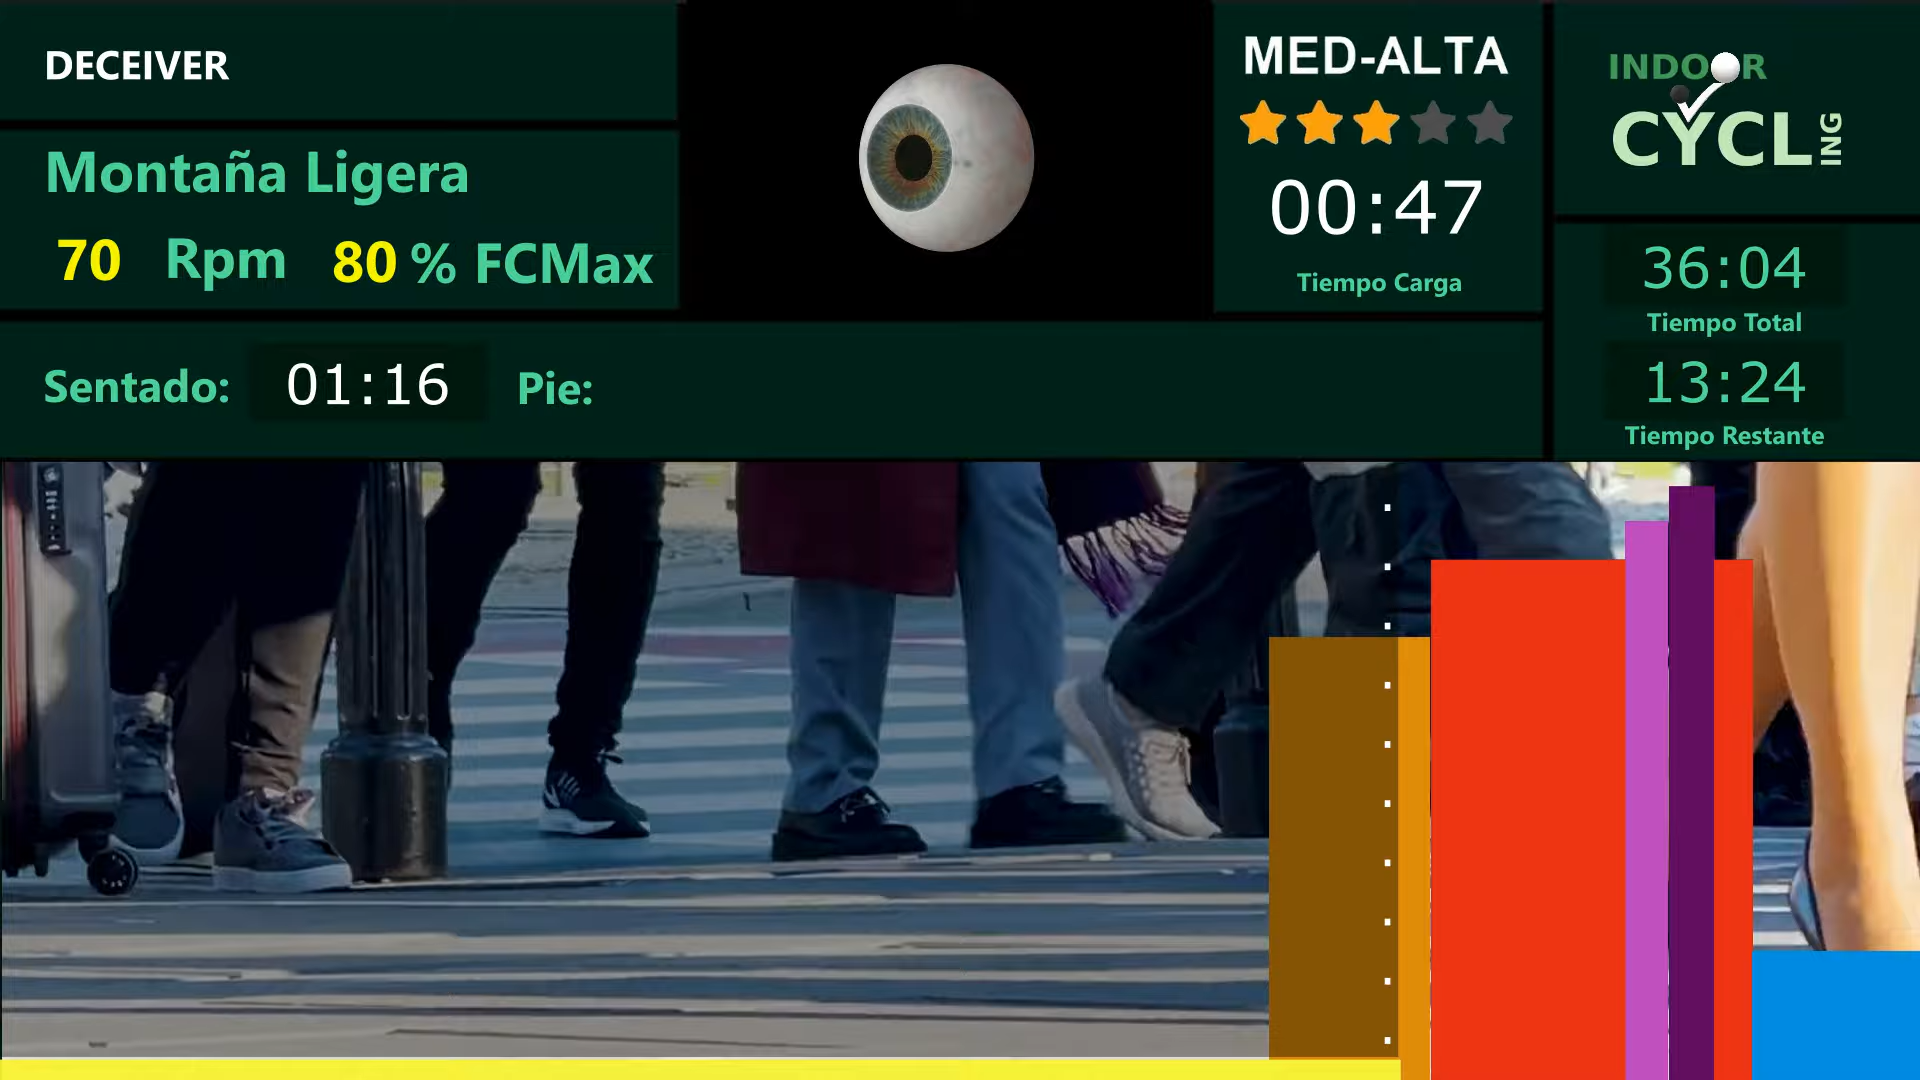 DECEIVER
Montaña Ligera
70 Rpm 80 % FCMax
Sentado: 01:16 Pie:
MED-ALTA
00:47
Tiempo Carga
INDOOR
CYCLING
36:04
Tiempo Total
13:24
Tiempo Restante